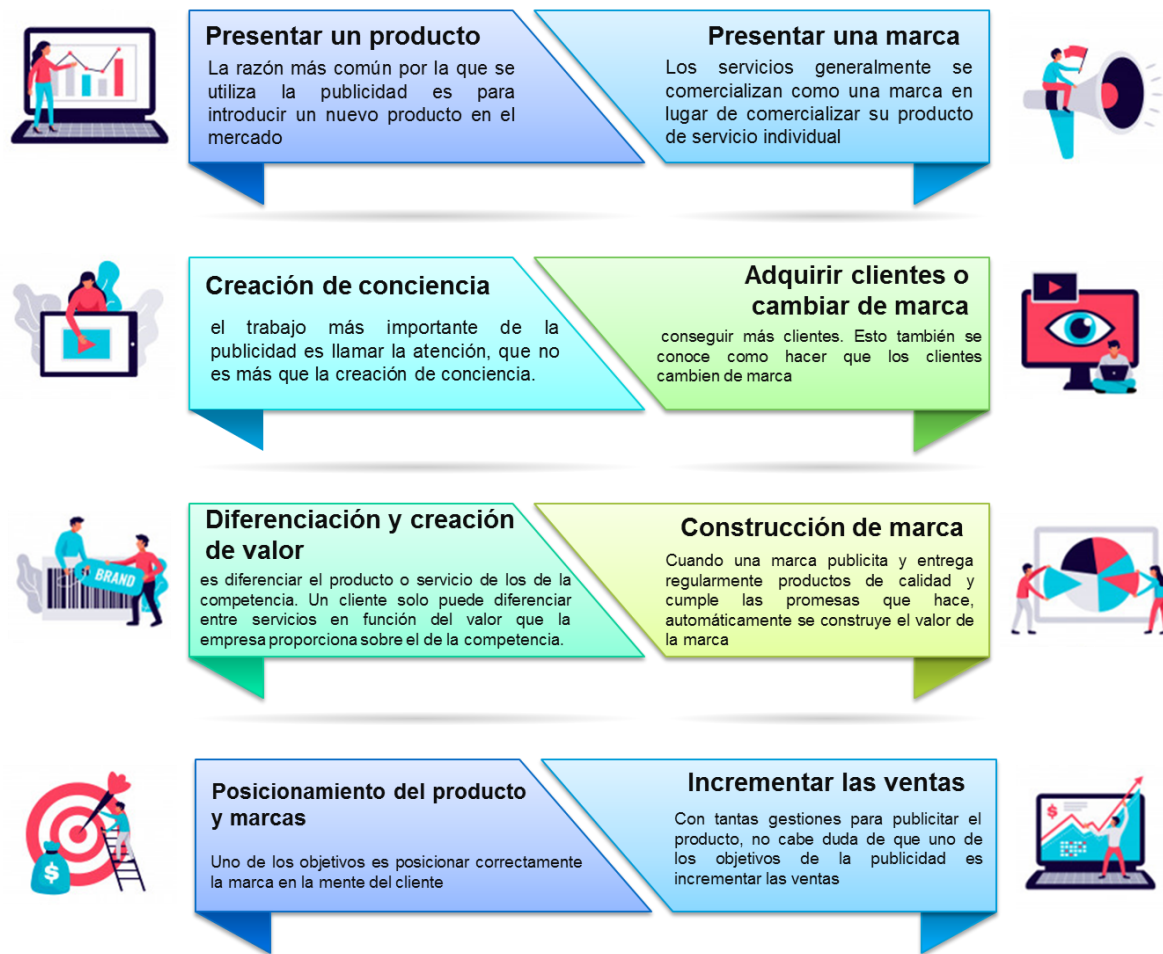 Presentar un producto
La razón más común por la que se
utiliza la publicidad es para
introducir un nuevo producto en el
mercado
Presentar una marca
Los servicios generalmente se
comercializan como una marca en
lugar de comercializar su producto
de servicio individual
Creación de conciencia
el trabajo más importante de la
publicidad es llamar la atención, que no
es más que la creación de conciencia.
Adquirir clientes o
cambiar de marca
conseguir más clientes. Esto también se
conoce como hacer que los clientes
cambien de marca
BRAND
Diferenciación y creación
de valor
es diferenciar el producto o servicio de los de la
competencia. Un cliente solo puede diferenciar
entre servicios en función del valor que la
empresa proporciona sobre el de la competencia.
Construcción de marca
Cuando una marca publicita y entrega
regularmente productos de calidad y
cumple las promesas que hace,
automáticamente se construye el valor de
la marca
$
Posicionamiento del producto
y marcas
Uno de los objetivos es posicionar correctamente
la marca en la mente del cliente
Incrementar las ventas
Con tantas gestiones para publicitar el
producto, no cabe duda de que uno de
los objetivos de la publicidad es
incrementar las ventas
$